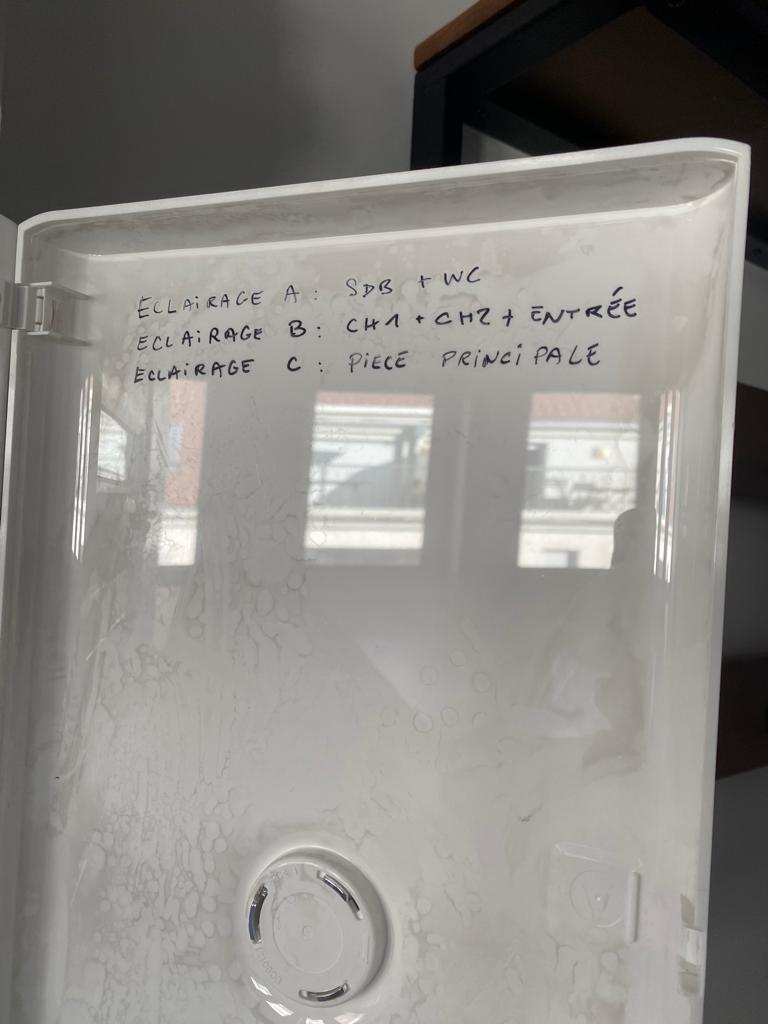 ECLAiRAGE A : SDB + WC
ECLAiRAGE B : CH1 + CH2 + ENTRÉE
ECLAiRAGE C : PIECE PRINCIPALE